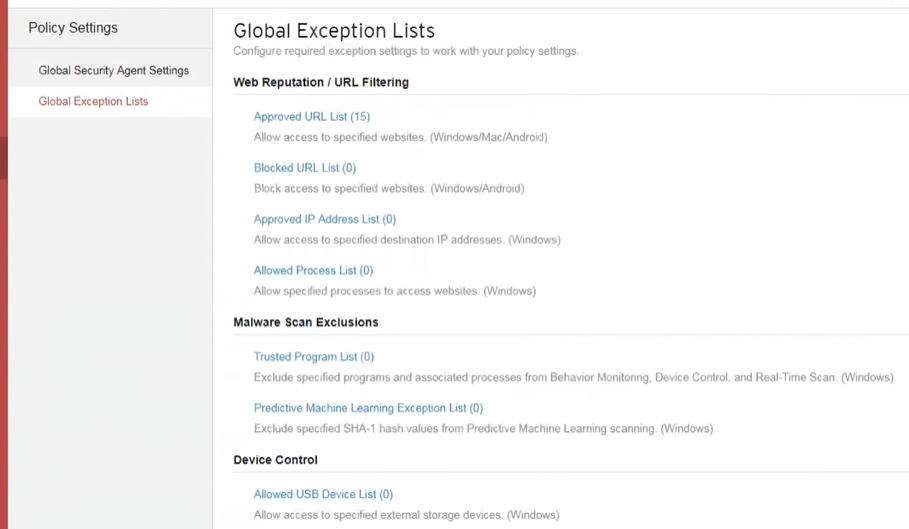 Policy Settings
Global Security Agent Settings
Global Exception Lists
Global Exception Lists
Configure required exception settings to work with your policy settings.
Web Reputation / URL Filtering
Approved URL List (15)
Allow access to specified websites. (Windows/Mac/Android)
Blocked URL List (0)
Block access to specified websites. (Windows/Android)
Approved IP Address List (0)
Allow access to specified destination IP addresses. (Windows)
Allowed Process List (0)
Allow specified processes to access websites. (Windows)
Malware Scan Exclusions
Trusted Program List (0)
Exclude specified programs and associated processes from Behavior Monitoring, Device Control, and Real-Time Scan. (Windows)
Predictive Machine Learning Exception List (0)
Exclude specified SHA-1 hash values from Predictive Machine Learning scanning. (Windows)
Device Control
Allowed USB Device List (0)
Allow access to specified external storage devices. (Windows)